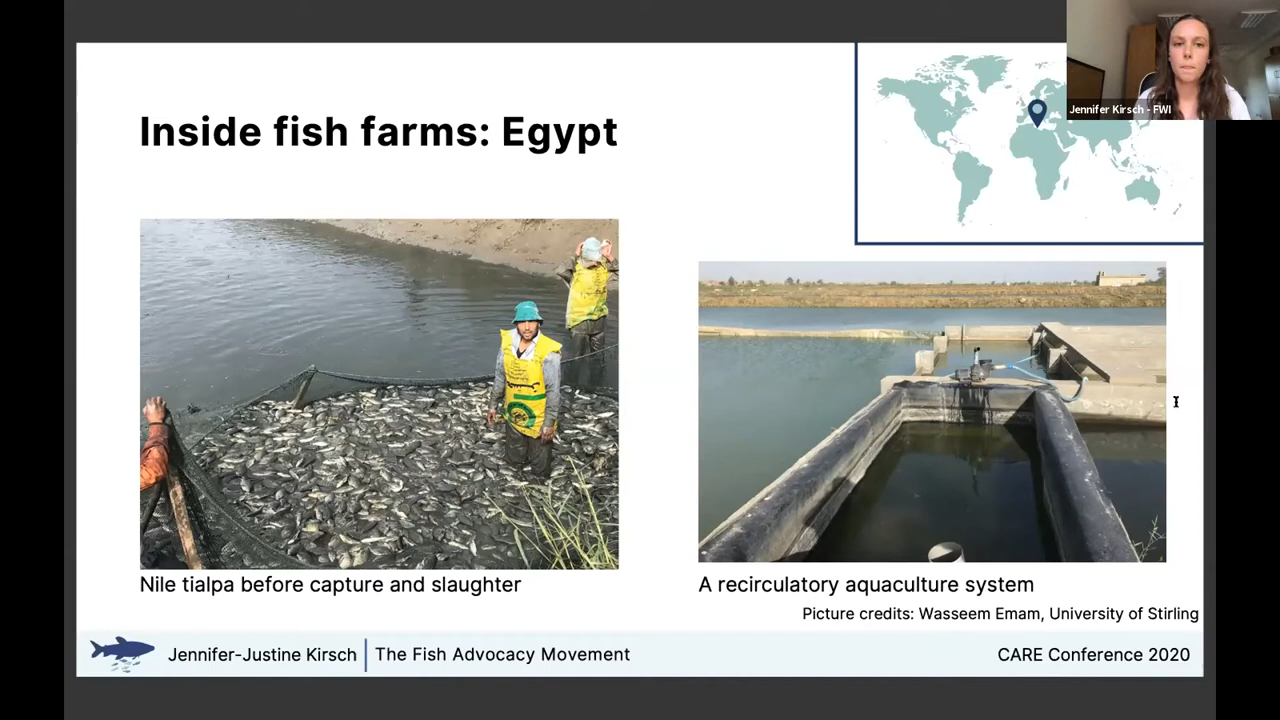 Jennifer Kirsch - FWI
Inside fish farms: Egypt
Nile tialpa before capture and slaughter
A recirculatory aquaculture system
Picture credits: Wasseem Emam, University of Stirling
Jennifer-Justine Kirsch
The Fish Advocacy Movement
CARE Conference 2020